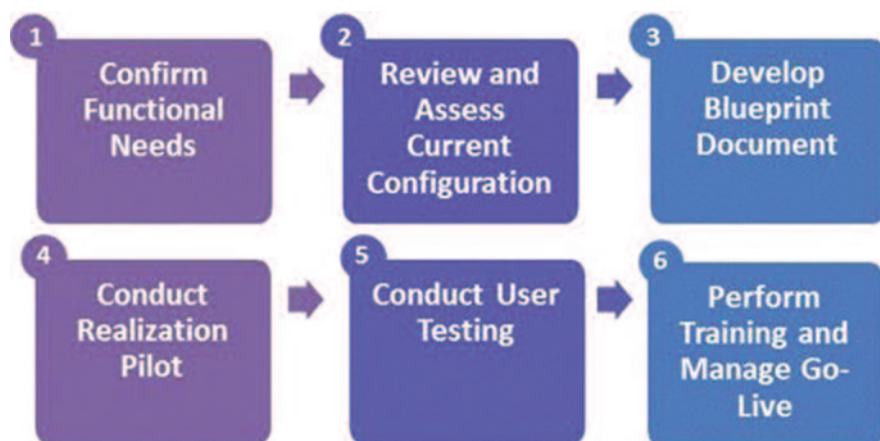 1
Confirm
Functional
Needs
2
Review and
Assess
Current
Configuration
3
Develop
Blueprint
Document
4
Conduct
Realization
Pilot
5
Conduct User
Testing
6
Perform
Training and
Manage Go-
Live